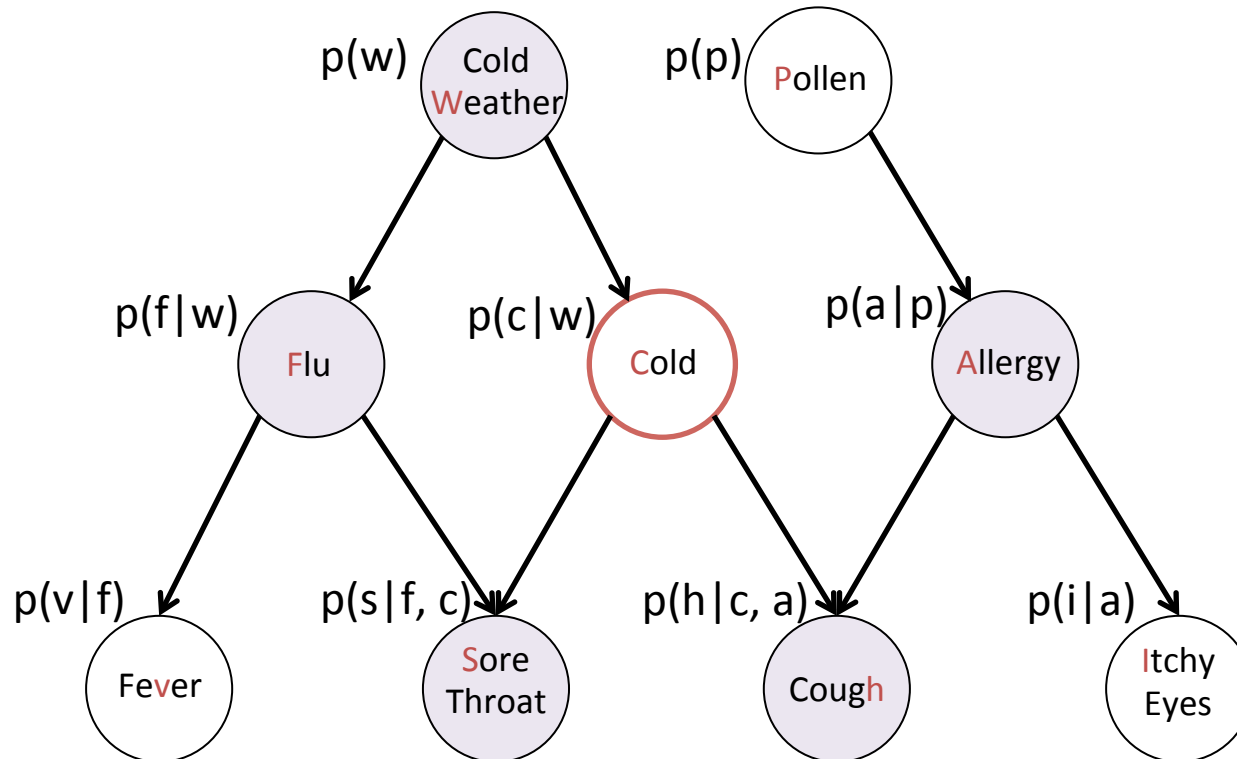 p(w)
Cold
Weather
p(p)
Pollen
p(f|w)
Flu
p(c|w)
Cold
p(a|p)
Allergy
p(v|f)
Fever
p(s|f, c)
Sore
Throat
p(h|c, a)
Cough
p(i|a)
Itchy
Eyes